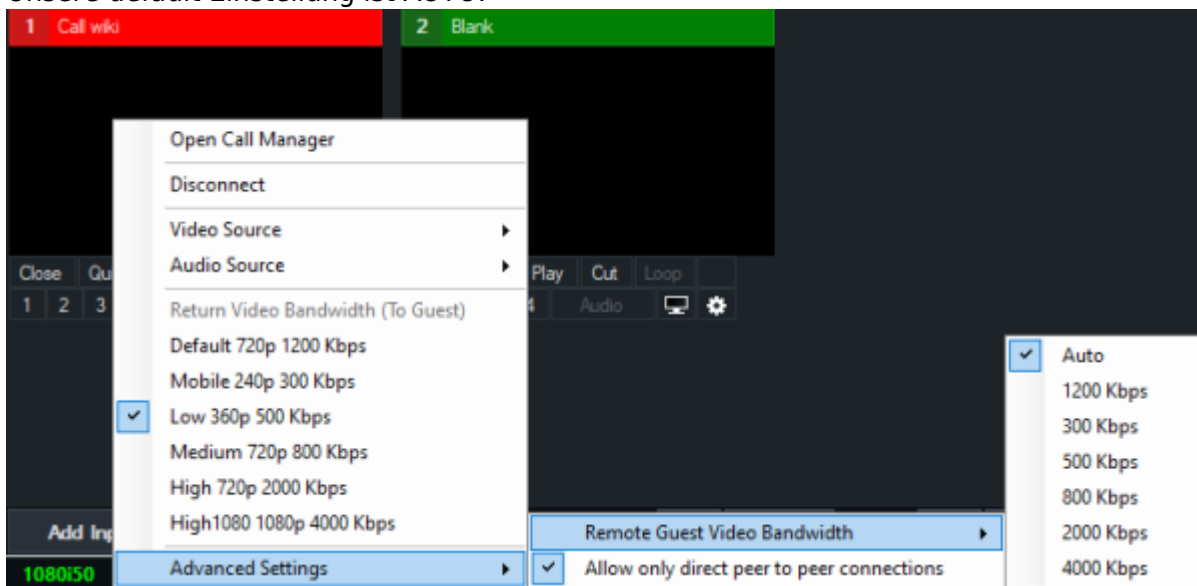 1 Call wiki 2 Blank
Open Call Manager
Disconnect
Video Source
Audio Source
Close Qu Play Cut Loop
1 2 3 4 Audio
Return Video Bandwidth (To Guest)
Default 720p 1200 Kbps
Mobile 240p 300 Kbps
Low 360p 500 Kbps
Medium 720p 800 Kbps
High 720p 2000 Kbps
High1080 1080p 4000 Kbps
Add Inp
1080i50 Advanced Settings
Remote Guest Video Bandwidth
Allow only direct peer to peer connections
Auto
1200 Kbps
300 Kbps
500 Kbps
800 Kbps
2000 Kbps
4000 Kbps